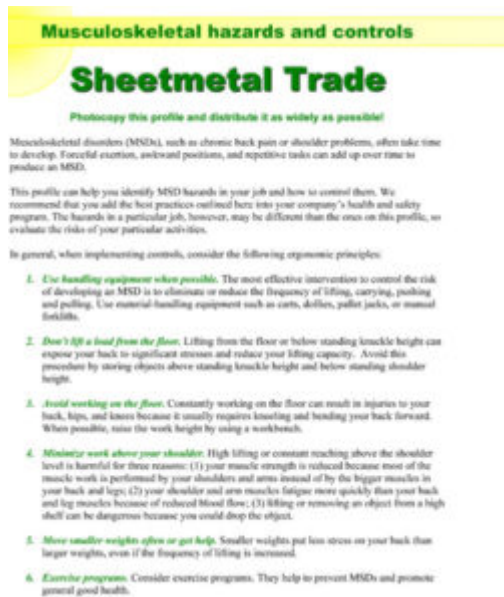 Musculoskeletal hazards and controls
Sheetmetal Trade
Photocopy this profile and distribute it as widely as possible!
Musculoskeletal disorders (MSDs), such as chronic back pain or shoulder problems, often take time
to develop. Forceful exertion, awkward positions, and repetitive tasks can add up over time to
produce an MSD.
This profile can help you identify MSD hazards in your job and how to control them. We
recommend that you add the best practices outlined here into your company's health and safety
program. The hazards in a particular job, however, may be different than the ones on this profile, so
evaluate the risks of your particular activities.
In general, when implementing controls, consider the following ergonomic principles:
1. Use handling equipment when possible. The most effective intervention to control the risk
of developing an MSD is to eliminate or reduce the frequency of lifting, carrying, pushing
and pulling. Use material-handling equipment such as carts, dollies, pallet jacks, or manual
forklifts.
2. Don't lift a load from the floor. Lifting from the floor or below standing knuckle height can
expose your back to significant stresses and reduce your lifting capacity. Avoid this
procedure by storing objects above standing knuckle height and below standing shoulder
height.
3. Avoid working on the floor. Constantly working on the floor can result in injuries to your
back, hips, and knees because it usually requires kneeling and bending your back forward.
When possible, raise the work height by using a workbench.
4. Minimize work above your shoulder. High lifting or constant reaching above the shoulder
level is harmful for three reasons: (1) your muscle strength is reduced because most of the
muscle work is performed by your shoulders and arms instead of by the bigger muscles in
your back and legs; (2) your shoulder and arm muscles fatigue more quickly than your back
and leg muscles because of reduced blood flow; (3) lifting or removing an object from a high
shelf can be dangerous because you could drop the object.
5. Move smaller weights often or get help. Smaller weights put less stress on your back than
larger weights, even if the frequency of lifting is increased.
6. Exercise programs. Consider exercise programs. They help to prevent MSDs and promote
general good health.